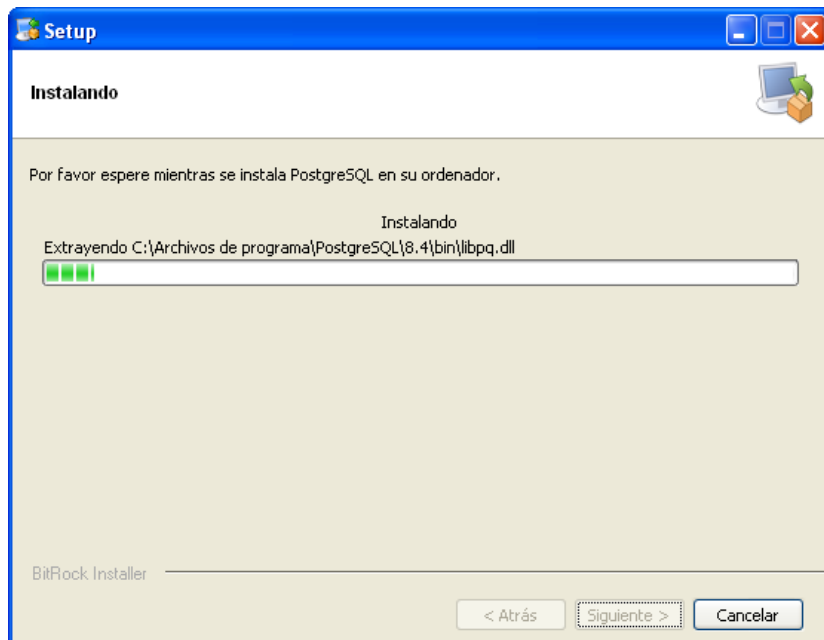 Setup
Instalando
Por favor espere mientras se instala PostgreSQL en su ordenador.
Instalando
Extrayendo C:\Archivos de programa\PostgreSQL\8.4\bin\libpq.dll
BitRock Installer
< Atrás Siguiente > Cancelar